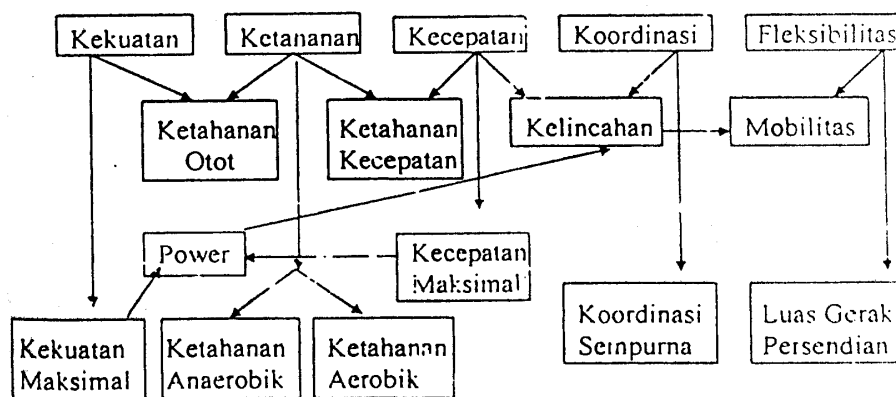 Kekuatan
Ketananan
Kecepatan
Koordinasi
Fleksibilitas
Ketahanan
Otot
Ketahanan
Kecepatan
Kelincahan
Mobilitas
Power
Kecepatan
Maksimal
Kekuatan
Maksimal
Ketahanan
Anaerobik
Ketahanan
Aerobik
Koordinasi
Sempurna
Luas Gerak
Persendian